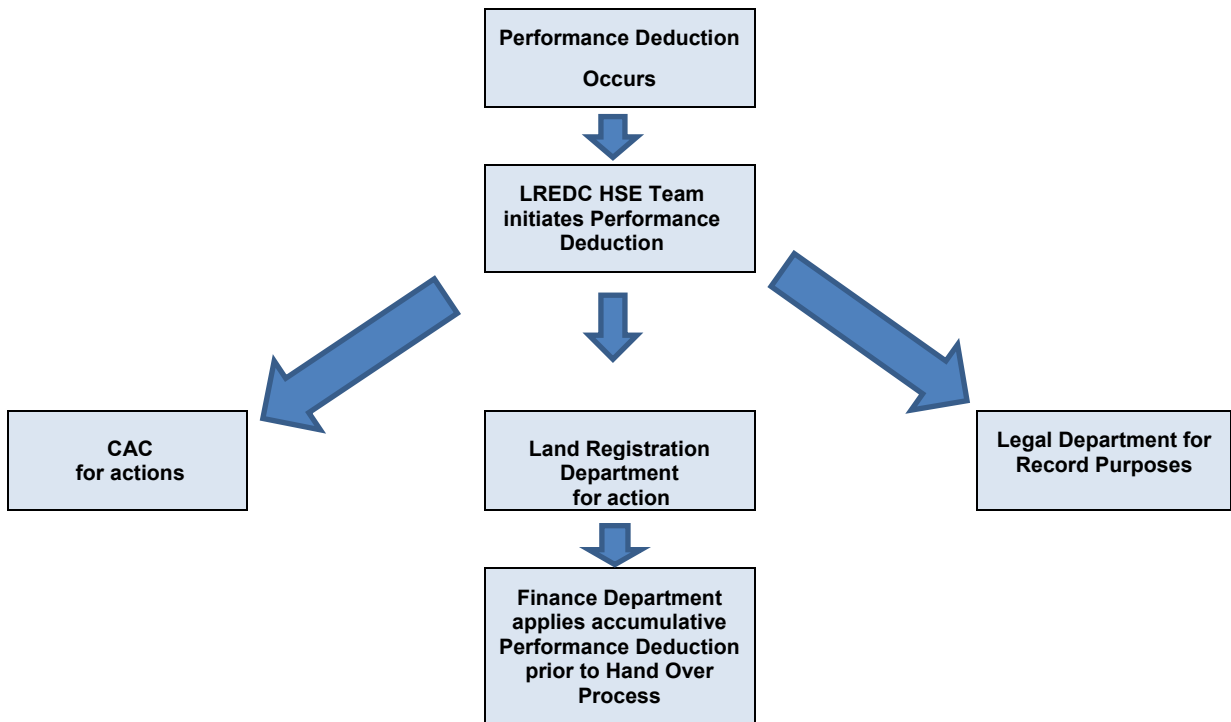 Performance Deduction
Occurs
LREDC HSE Team
initiates Performance
Deduction
CAC
for actions
Land Registration
Department
for action
Legal Department for
Record Purposes
Finance Department
applies accumulative
Performance Deduction
prior to Hand Over
Process